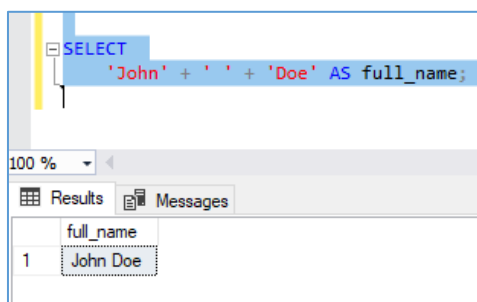 SELECT
'John' + ' ' + 'Doe' AS full_name;
100 %
Results Messages
full_name
1 John Doe